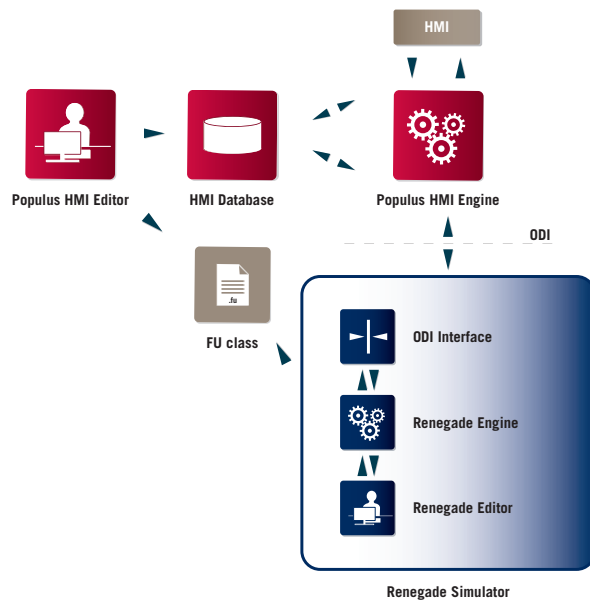 HMI
Populus HMI Editor
HMI Database
Populus HMI Engine
ODI
.fu
FU class
ODI Interface
Renegade Engine
Renegade Editor
Renegade Simulator